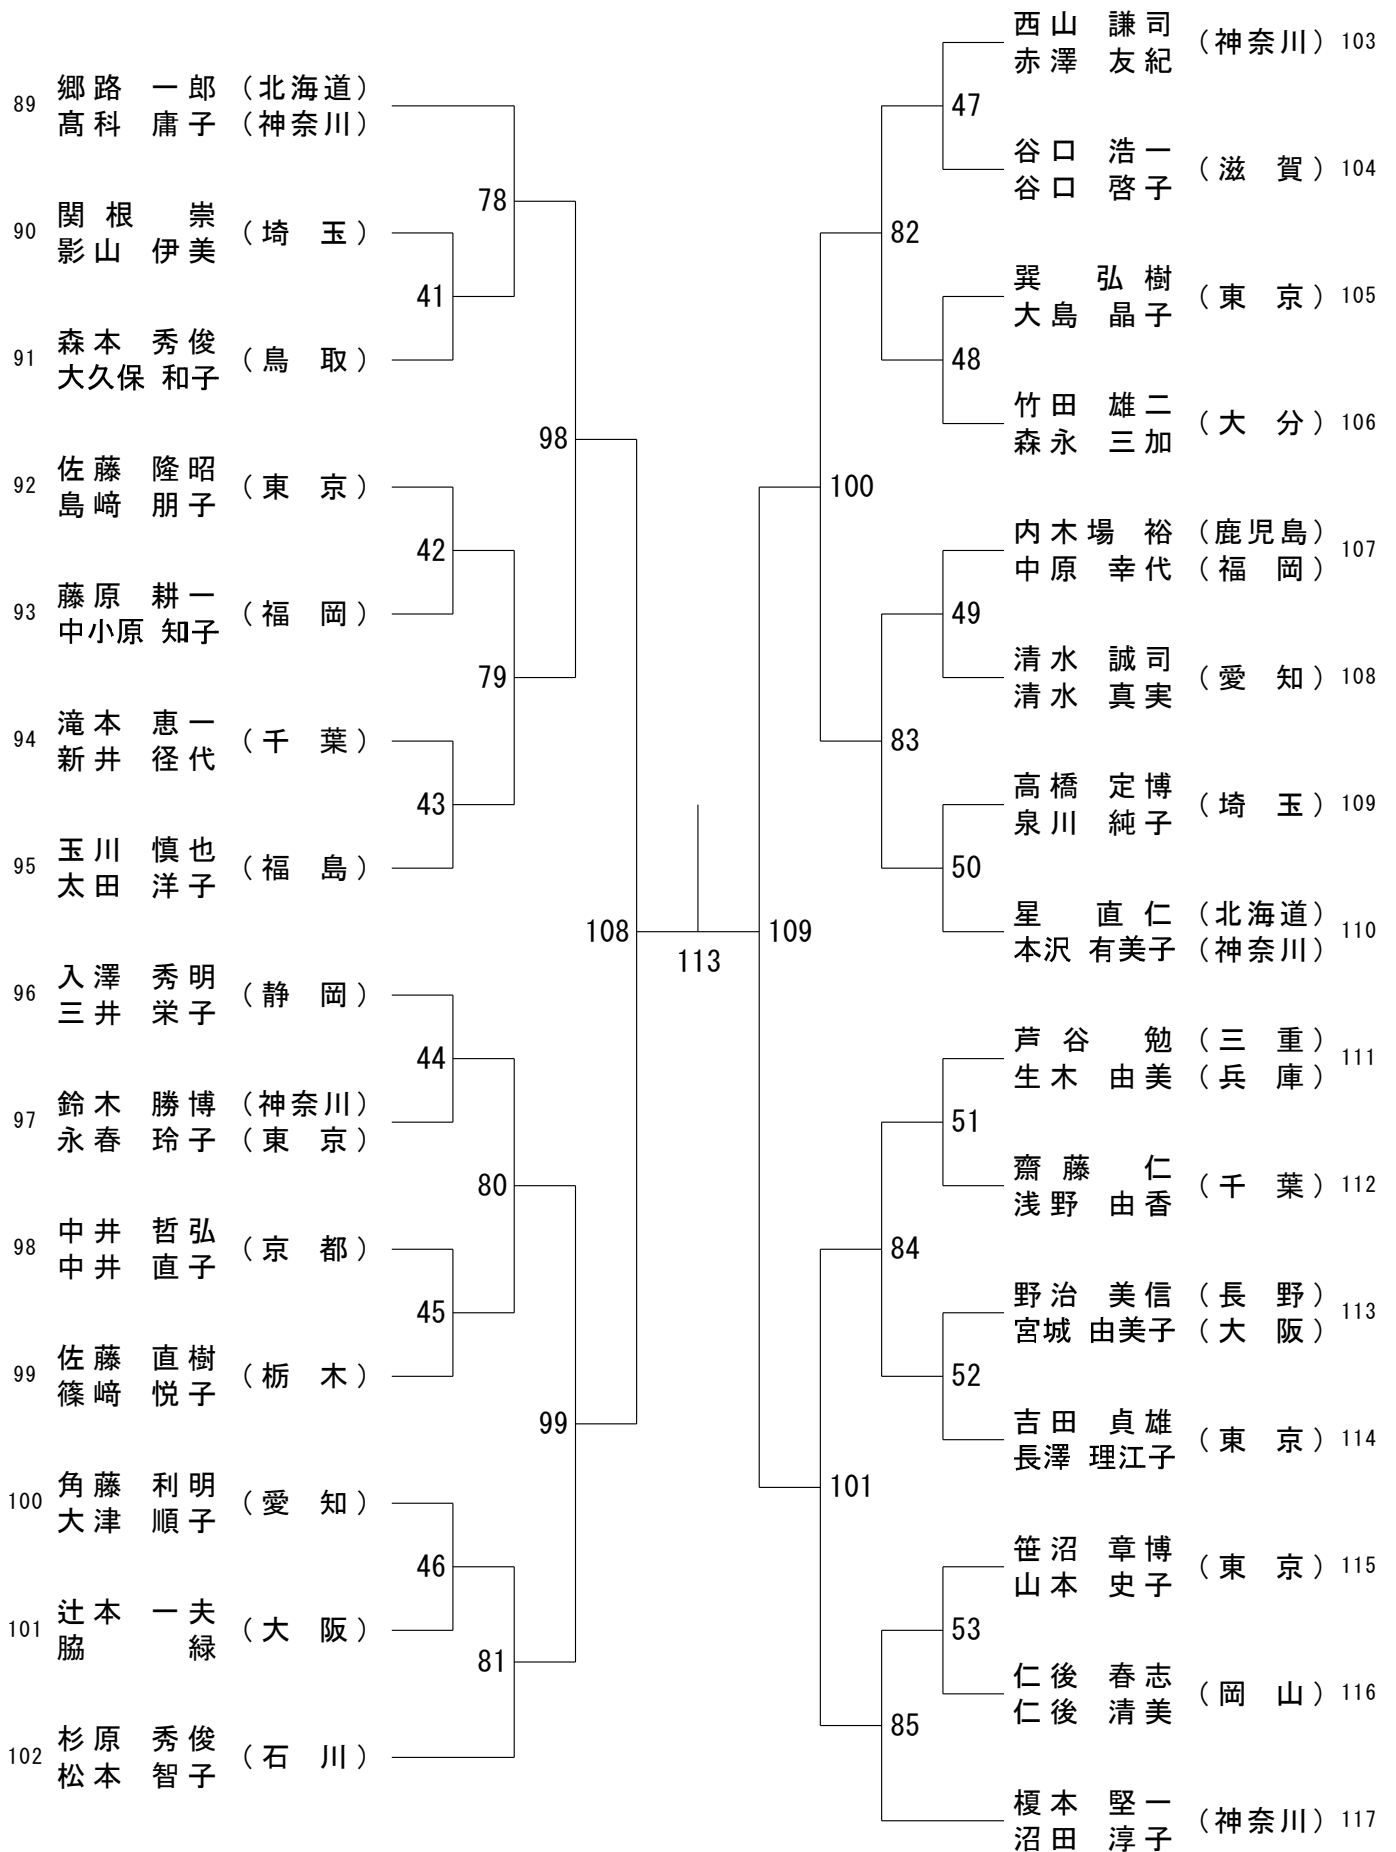 89 郷路 一郎 (北海道)
髙科 庸子 (神奈川)
78
90 関根 崇 (埼 玉)
影山 伊美
41
91 森本 秀俊 (鳥 取)
大久保 和子
98
92 佐藤 隆昭 (東 京)
島﨑 朋子
42
93 藤原 耕一 (福 岡)
中小原 知子
79
94 滝本 恵一 (千 葉)
新井 径代
43
95 玉川 慎也 (福 島)
太田 洋子
108
96 入澤 秀明 (静 岡)
三井 栄子
44
97 鈴木 勝博 (神奈川)
永春 玲子 (東 京)
80
98 中井 哲弘 (京 都)
中井 直子
45
99 佐藤 直樹 (栃 木)
篠﨑 悦子
99
100 角藤 利明 (愛 知)
大津 順子
46
101 辻本 一夫 (大 阪)
脇 緑
81
102 杉原 秀俊 (石 川)
松本 智子
113
西山 謙司 (神奈川) 103
赤澤 友紀
47
谷口 浩一 (滋 賀) 104
谷口 啓子
82
巽 弘樹 (東 京) 105
大島 晶子
48
竹田 雄二 (大 分) 106
森永 三加
100
内木場 裕 (鹿児島) 107
中原 幸代 (福 岡)
49
清水 誠司 (愛 知) 108
清水 真実
83
高橋 定博 (埼 玉) 109
泉川 純子
50
星 直仁 (北海道) 110
本沢 有美子 (神奈川)
109
芦谷 勉 (三 重) 111
生木 由美 (兵 庫)
51
齋藤 仁 (千 葉) 112
浅野 由香
84
野治 美信 (長 野) 113
宮城 由美子 (大 阪)
52
吉田 貞雄 (東 京) 114
長澤 理江子
101
笹沼 章博 (東 京) 115
山本 史子
53
仁後 春志 (岡 山) 116
仁後 清美
85
榎本 堅一 (神奈川) 117
沼田 淳子